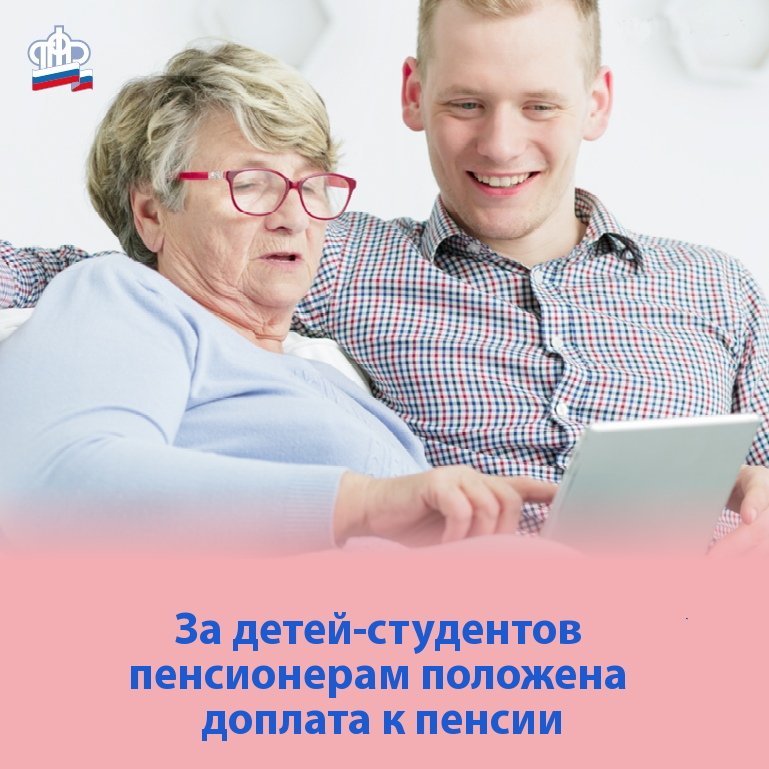 За детей-студентов
пенсионерам положена
доплата к пенсии